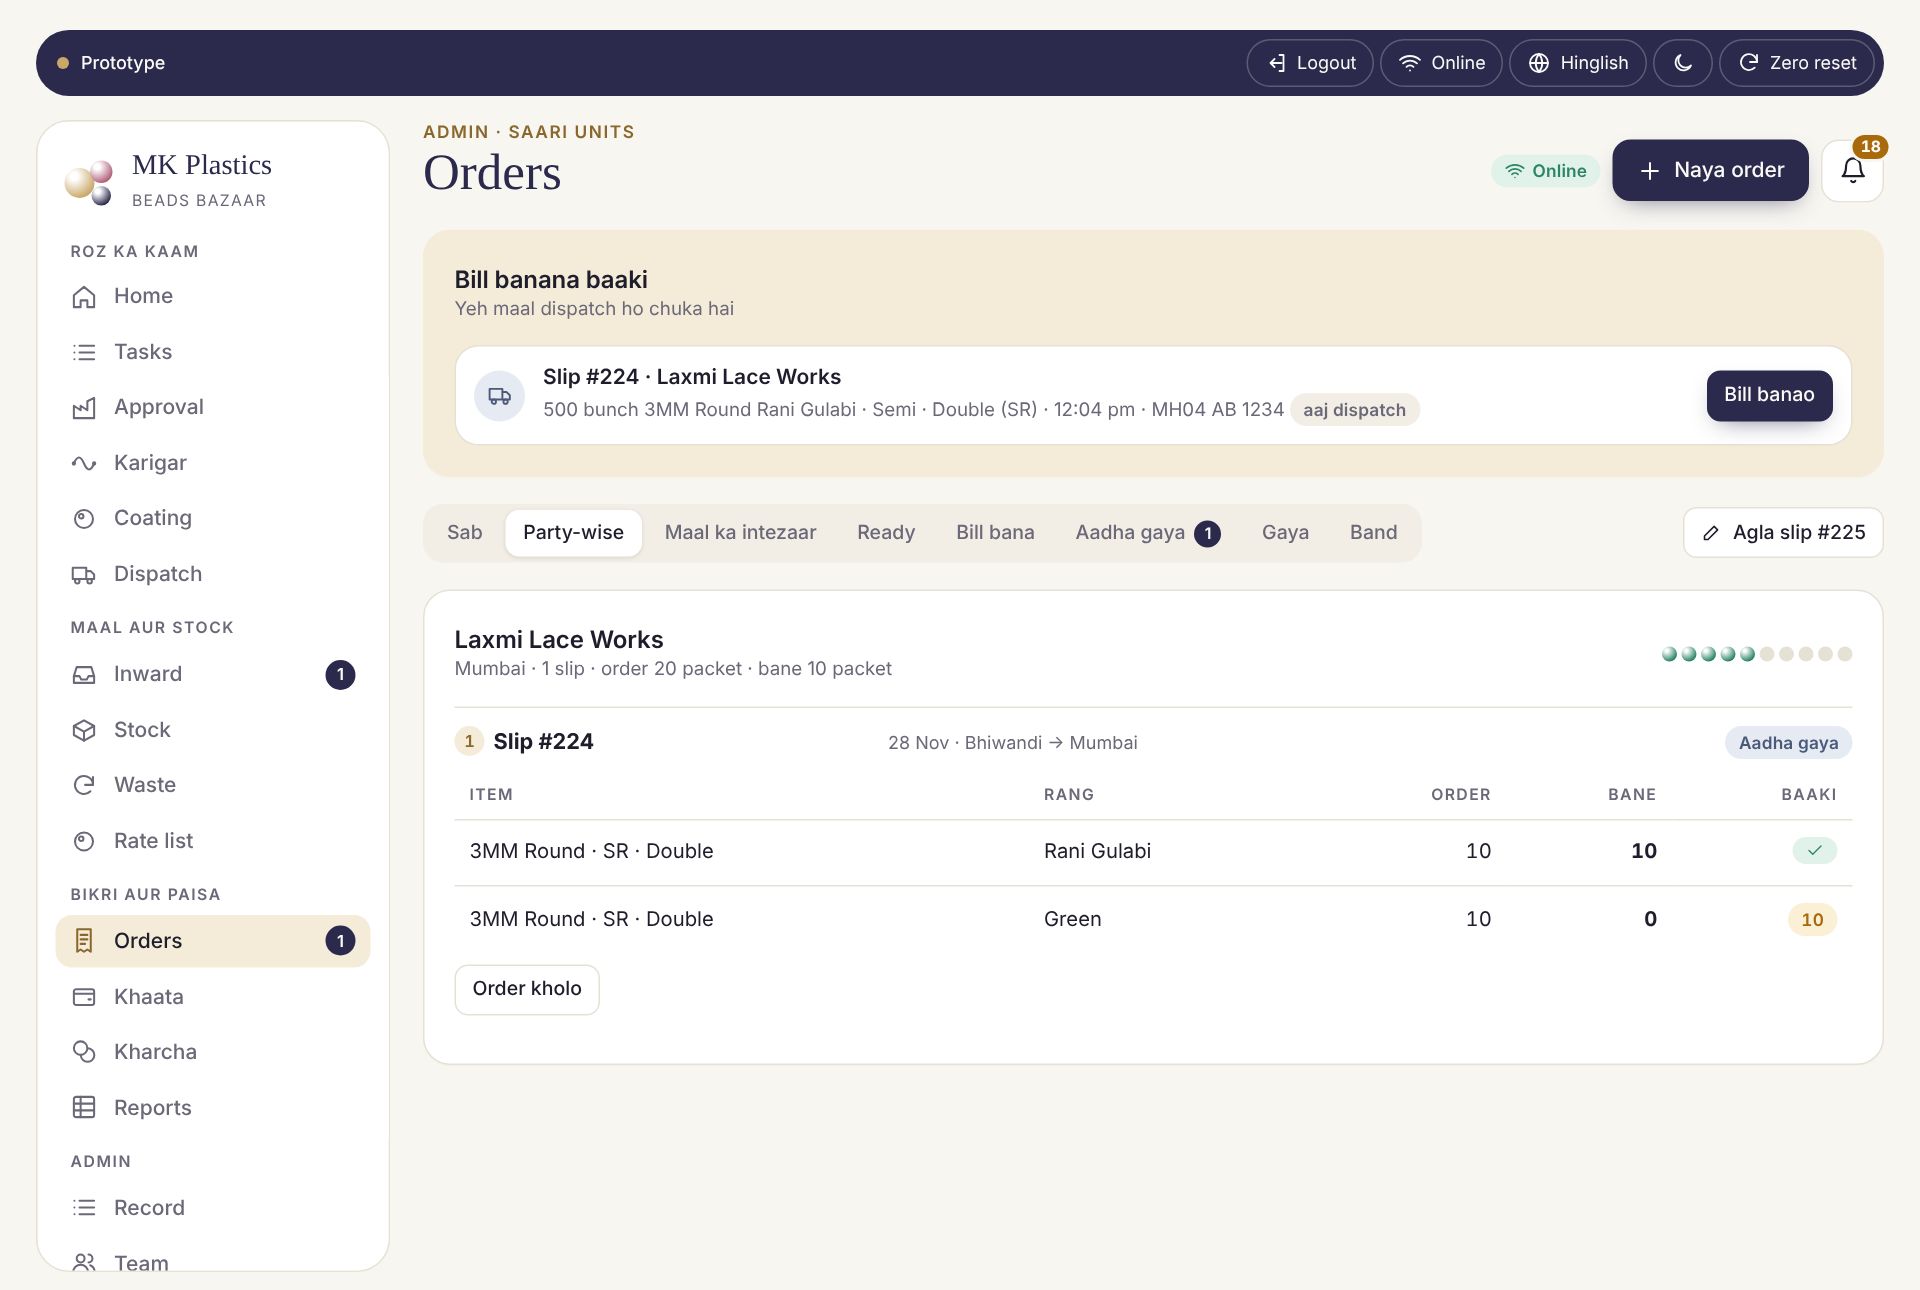 Prototype
Logout
Online
Hinglish
Zero reset
MK Plastics
BEADS BAZAAR
ROZ KA KAAM
Home
Tasks
Approval
Karigar
Coating
Dispatch
MAAL AUR STOCK
Inward 1
Stock
Waste
Rate list
BIKRI AUR PAISA
Orders 1
Khaata
Kharcha
Reports
ADMIN
Record
Team
ADMIN · SAARI UNITS
Orders
Online
Naya order
18
Bill banana baaki
Yeh maal dispatch ho chuka hai
Slip #224 · Laxmi Lace Works
500 bunch 3MM Round Rani Gulabi · Semi · Double (SR) · 12:04 pm · MH04 AB 1234 aaj dispatch
Bill banao
Sab Party-wise Maal ka intezaar Ready Bill bana Aadha gaya 1 Gaya Band
Agla slip #225
Laxmi Lace Works
Mumbai · 1 slip · order 20 packet · bane 10 packet
1 Slip #224 28 Nov · Bhiwandi → Mumbai Aadha gaya
ITEM RANG ORDER BANE BAAKI
3MM Round · SR · Double Rani Gulabi 10 10 ✓
3MM Round · SR · Double Green 10 0 10
Order kholo